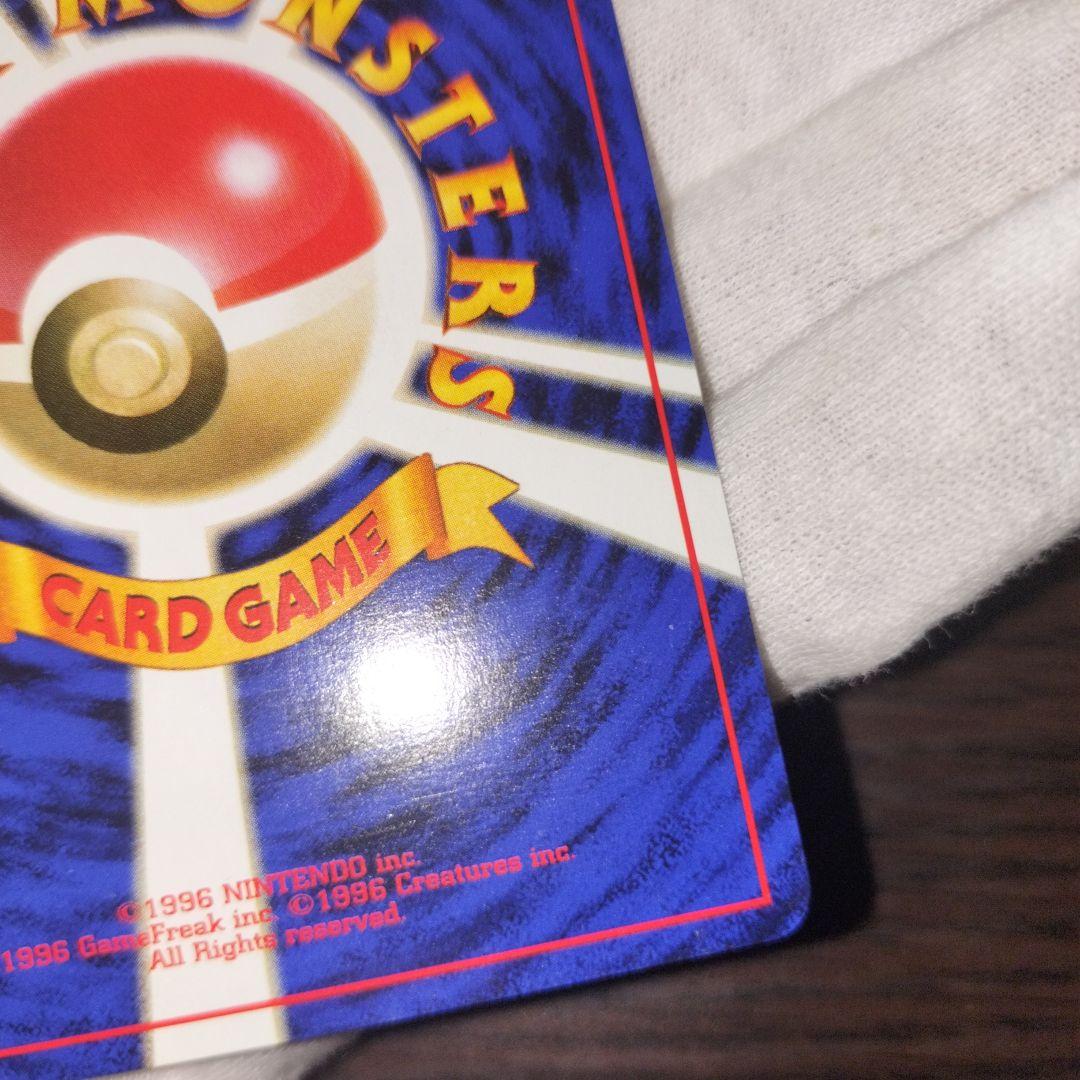 MONSTERS
CARD GAME
©1996 NINTENDO inc.
1996 GameFreak inc. ©1996 Creatures inc.
All Rights reserved.